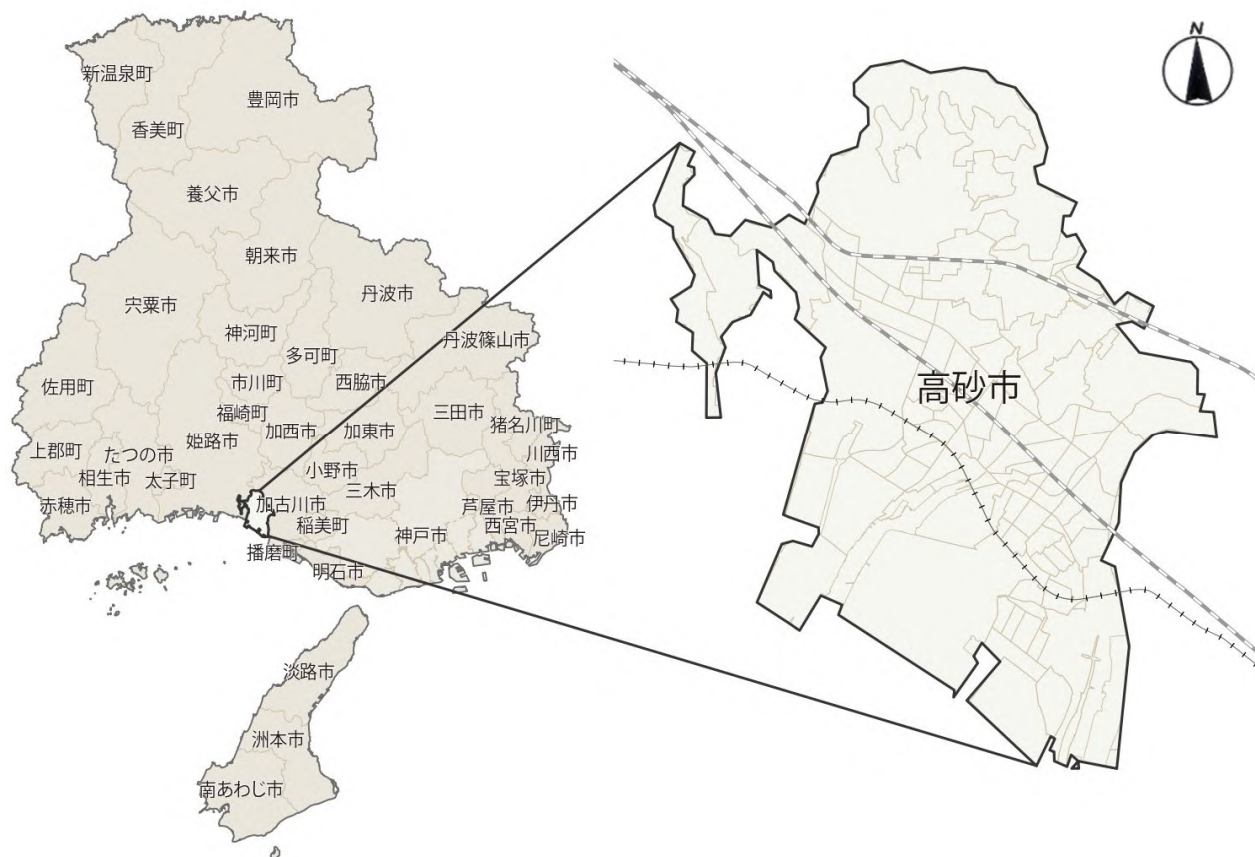 N
新温泉町
豊岡市
香美町
養父市
朝来市
丹波市
宍粟市
神河町
丹波篠山市
多可町
佐用町
市川町
西脇市
福崎町
三田市
猪名川町
加西市
加東市
姫路市
上郡町
たつの市
川西市
相生市
太子町
小野市
宝塚市
三木市
赤穂市
加古川市
芦屋市
伊丹市
稲美町
西宮市
神戸市
尼崎市
播磨町
明石市
淡路市
洲本市
南あわじ市
高砂市